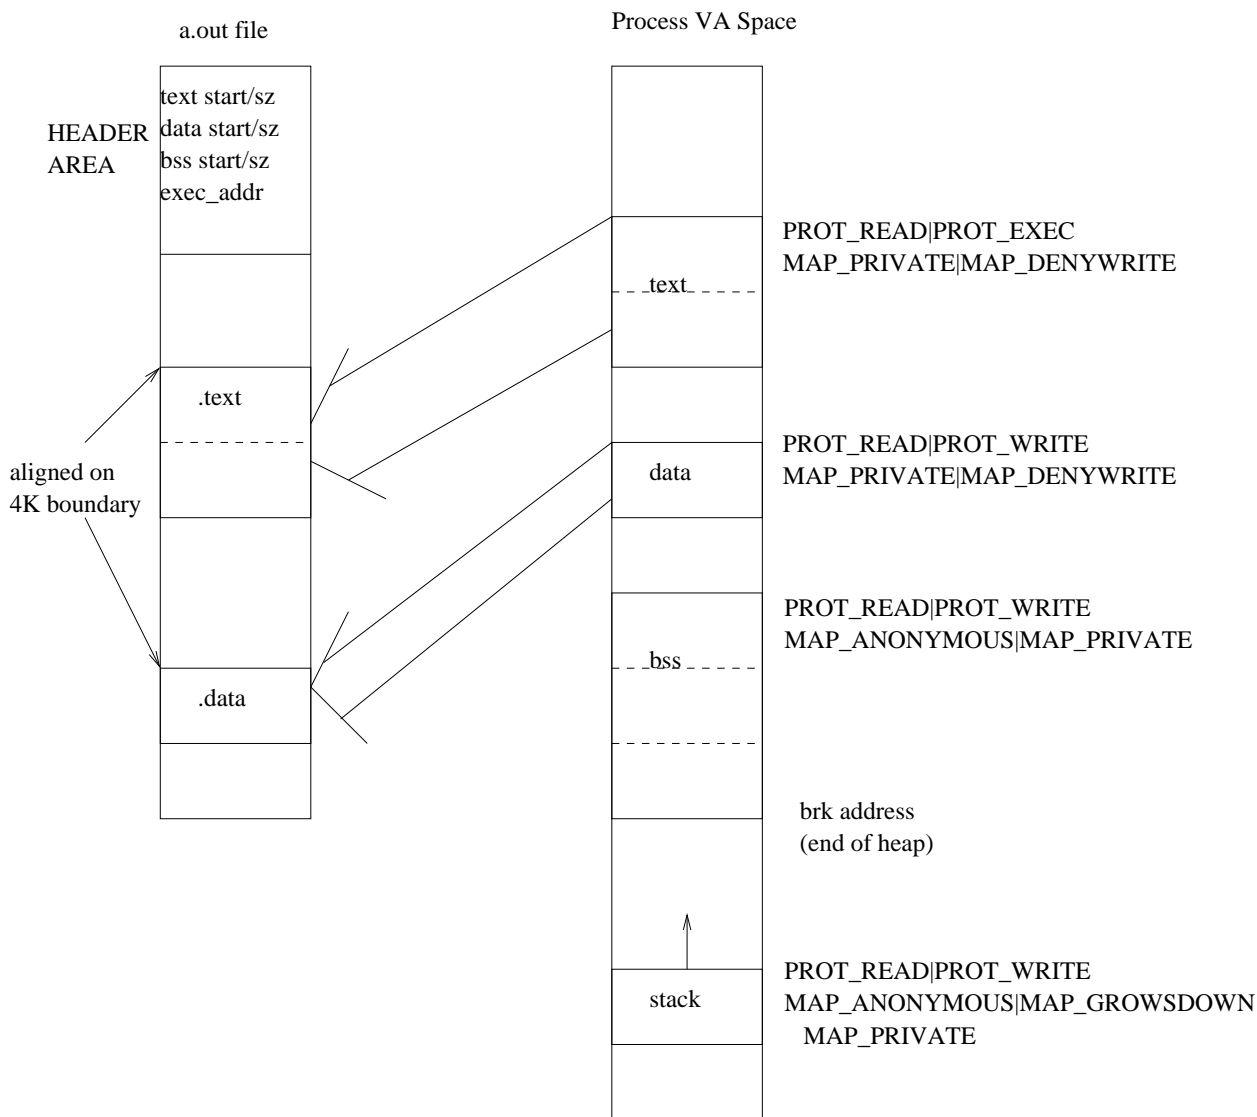 a.out file
Process VA Space
text start/sz
HEADER
data start/sz
AREA
bss start/sz
exec_addr
PROT_READ|PROT_EXEC
MAP_PRIVATE|MAP_DENYWRITE
text
.text
aligned on
4K boundary
PROT_READ|PROT_WRITE
MAP_PRIVATE|MAP_DENYWRITE
data
PROT_READ|PROT_WRITE
MAP_ANONYMOUS|MAP_PRIVATE
bss
.data
brk address
(end of heap)
PROT_READ|PROT_WRITE
MAP_ANONYMOUS|MAP_GROWSDOWN
MAP_PRIVATE
stack